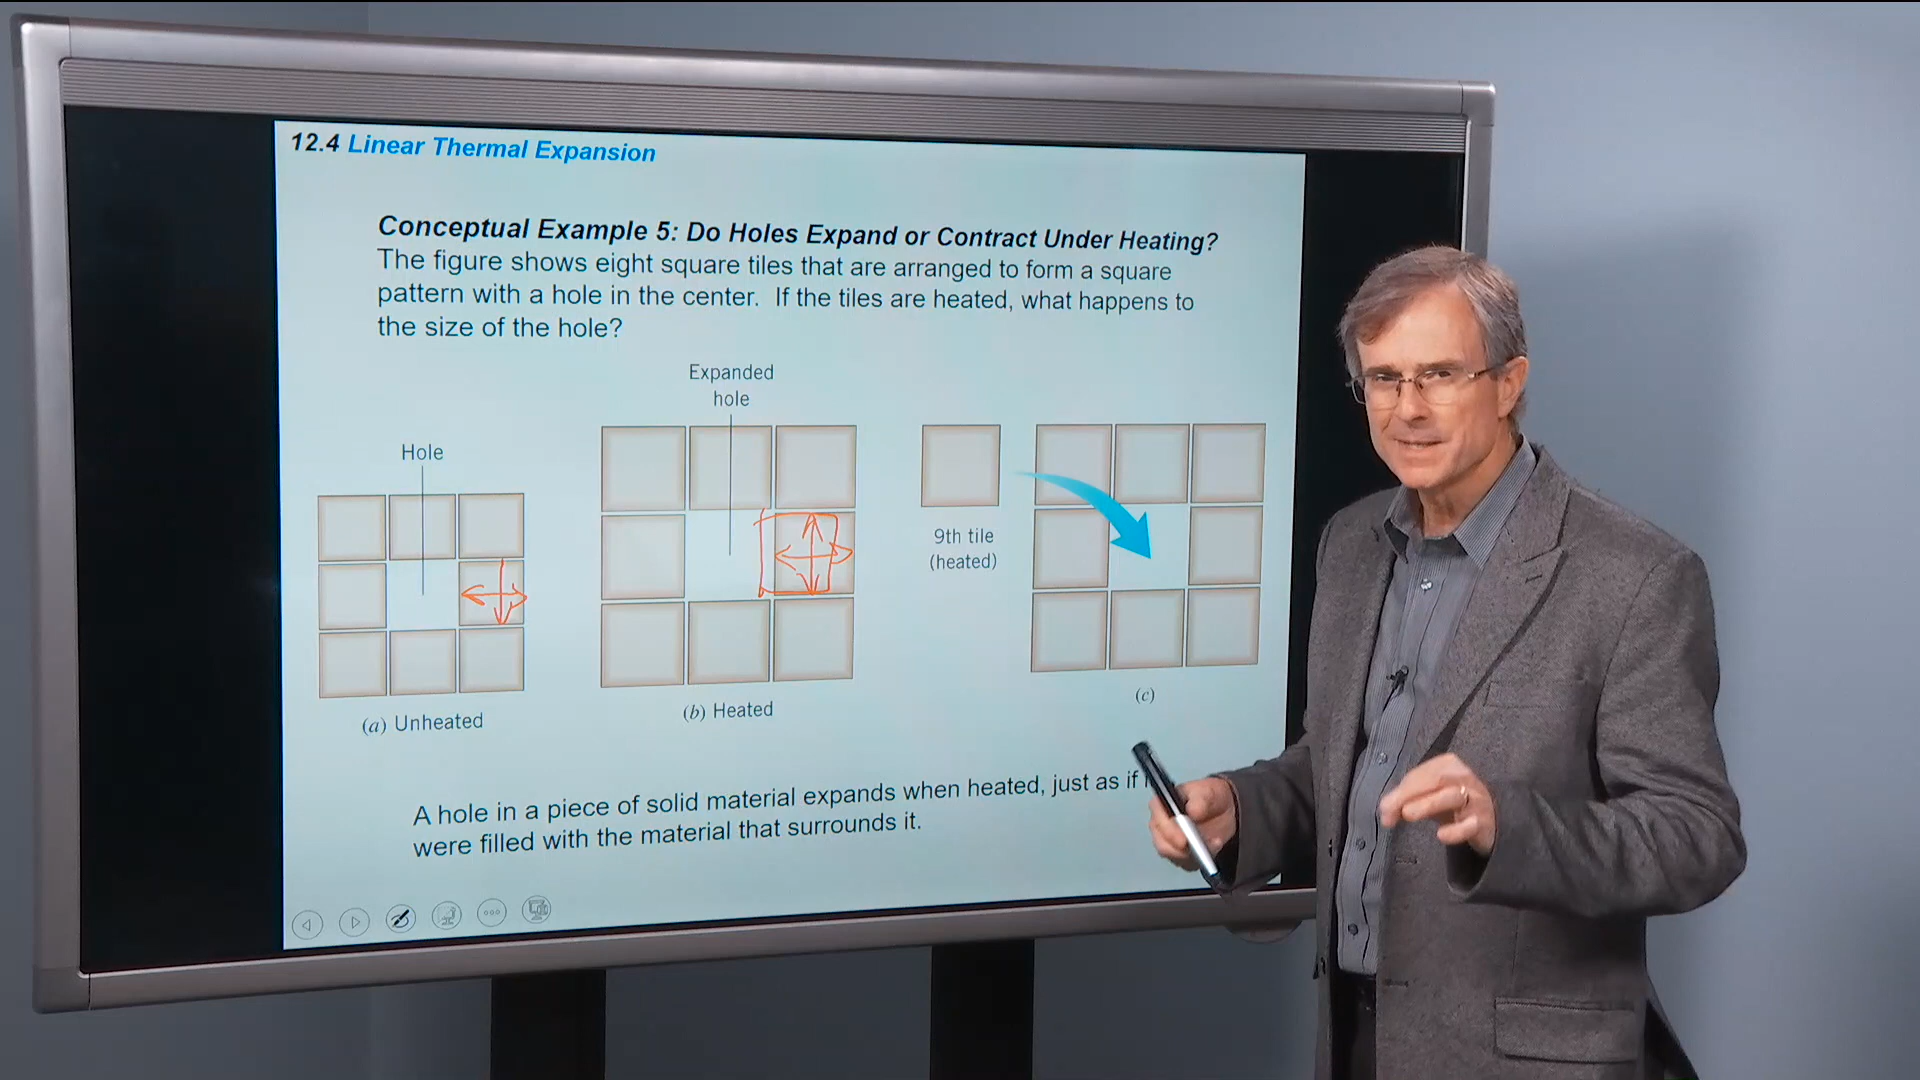 12.4 Linear Thermal Expansion
Conceptual Example 5: Do Holes Expand or Contract Under Heating?
The figure shows eight square tiles that are arranged to form a square
pattern with a hole in the center. If the tiles are heated, what happens to
the size of the hole?
Expanded
hole
Hole
9th tile
(heated)
(a) Unheated
(b) Heated
(c)
A hole in a piece of solid material expands when heated, just as if
were filled with the material that surrounds it.